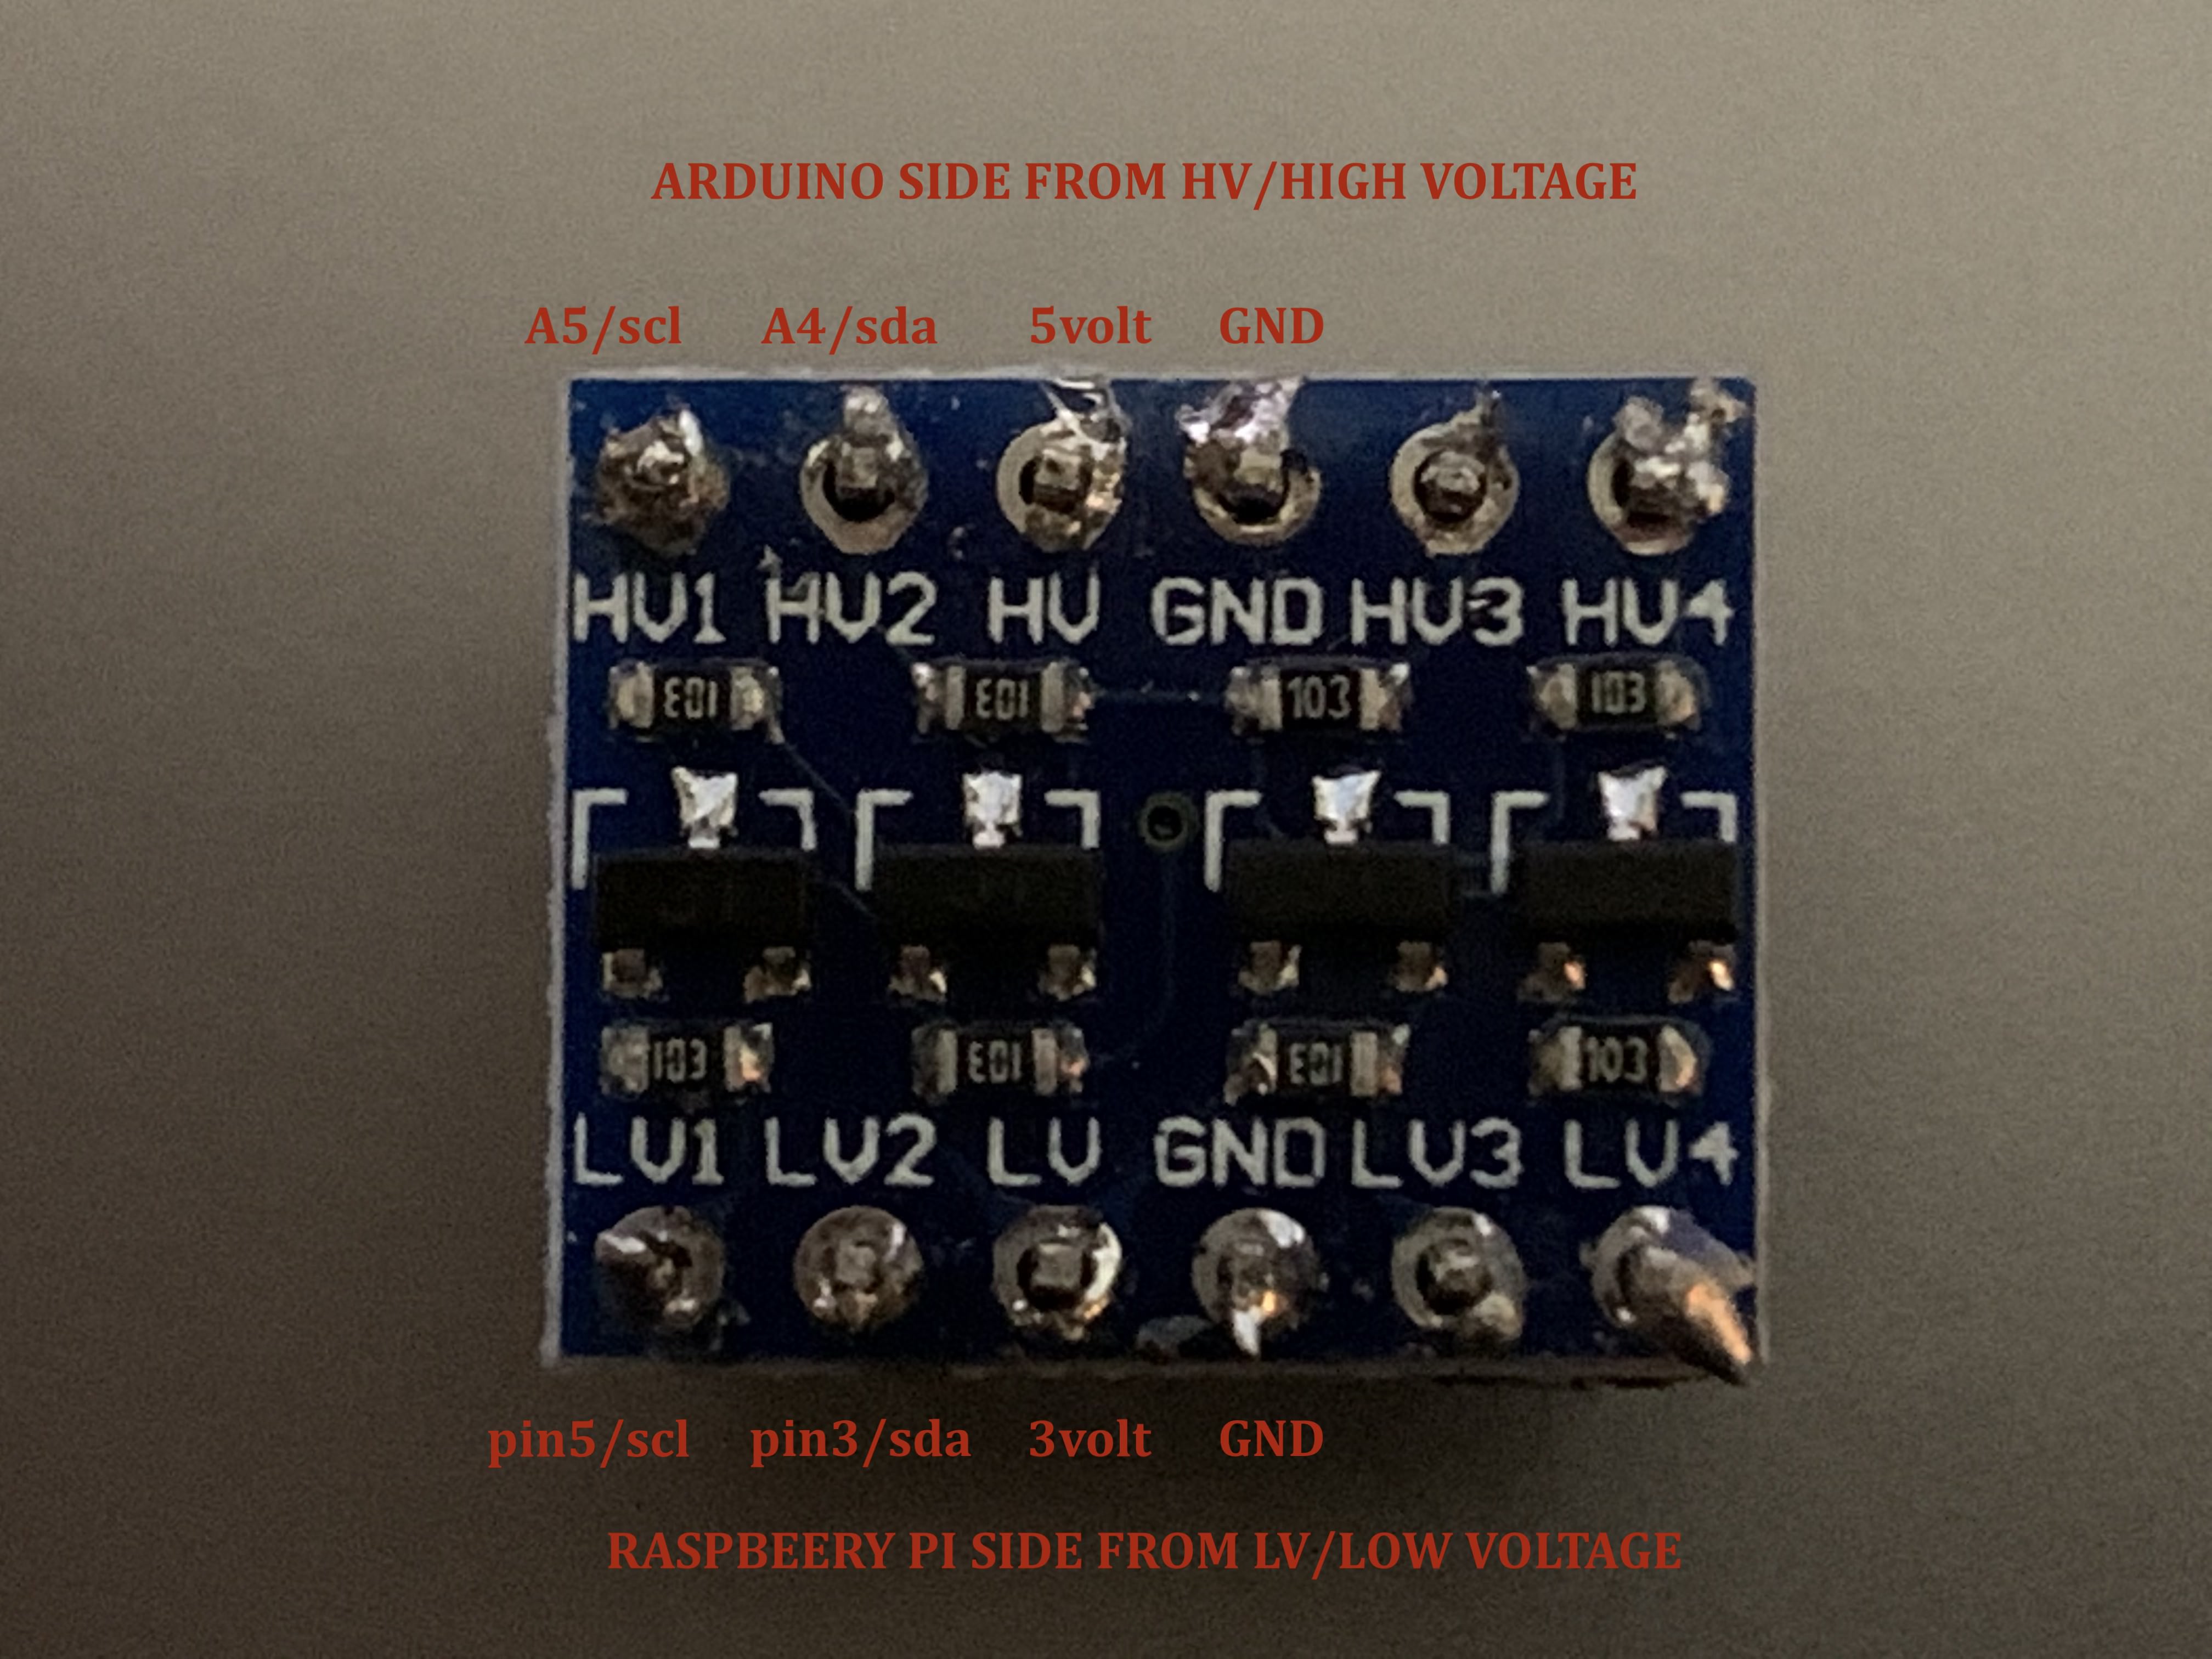 ARDUINO SIDE FROM HV/HIGH VOLTAGE
A5/scl A4/sda 5volt GND
HV1 HV2 HV GND HV3 HV4
103 103 103 103
103 103 103 103
LV1 LV2 LV GND LV3 LV4
pin5/scl pin3/sda 3volt GND
RASPBEERY PI SIDE FROM LV/LOW VOLTAGE